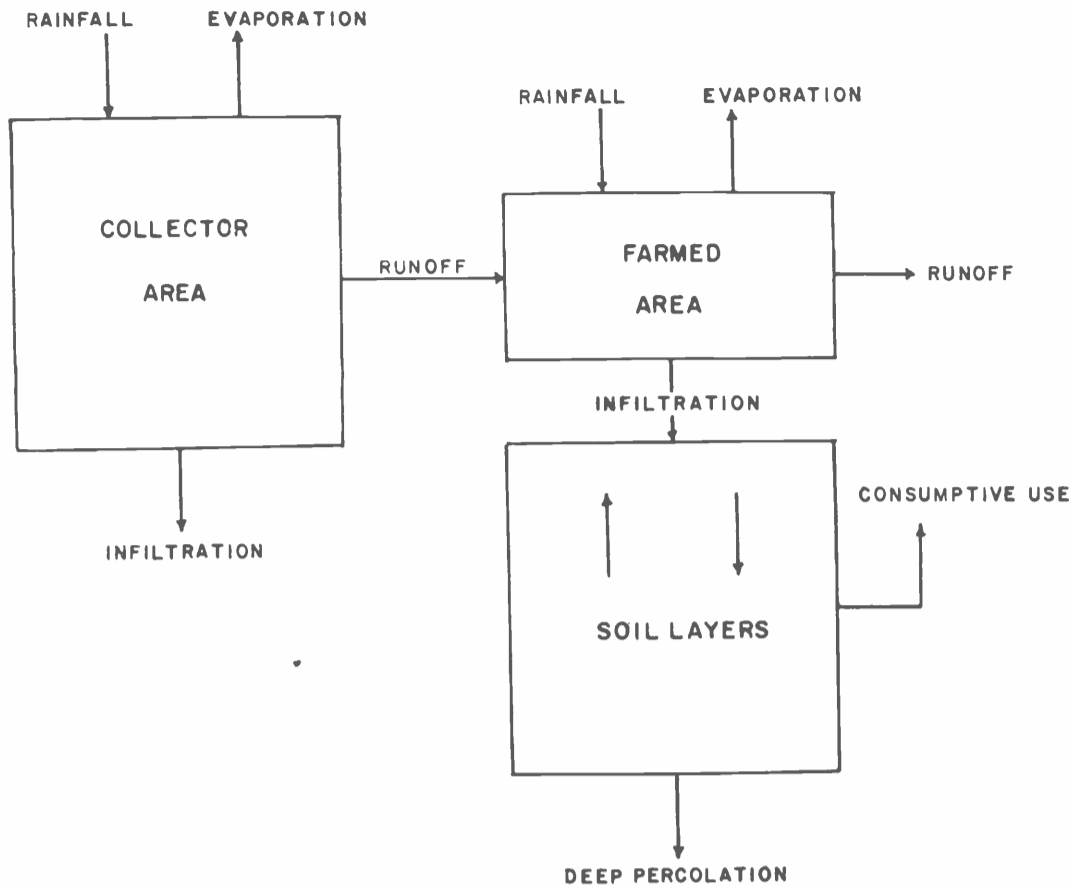 RAINFALL EVAPORATION
RAINFALL EVAPORATION
COLLECTOR
AREA
RUNOFF
FARMED
AREA
RUNOFF
INFILTRATION
INFILTRATION
CONSUMPTIVE USE
SOIL LAYERS
DEEP PERCOLATION